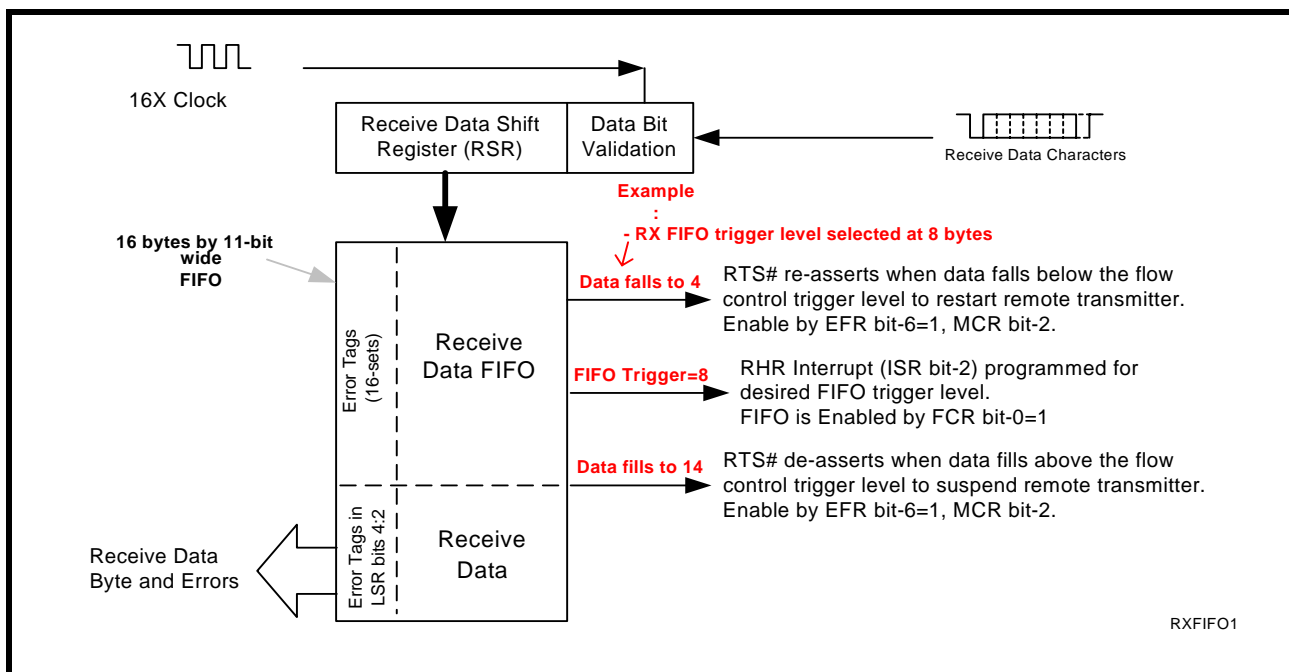 16X Clock
Receive Data Shift
Register (RSR)
Data Bit
Validation
Receive Data Characters
Example
:
- RX FIFO trigger level selected at 8 bytes
16 bytes by 11-bit
wide
FIFO
Error Tags
(16-sets)
Receive
Data FIFO
Data falls to 4
RTS# re-asserts when data falls below the flow
control trigger level to restart remote transmitter.
Enable by EFR bit-6=1, MCR bit-2.
FIFO Trigger=8
RHR Interrupt (ISR bit-2) programmed for
desired FIFO trigger level.
FIFO is Enabled by FCR bit-0=1
Data fills to 14
RTS# de-asserts when data fills above the flow
control trigger level to suspend remote transmitter.
Enable by EFR bit-6=1, MCR bit-2.
Error Tags in
LSR bits 4:2
Receive
Data
Receive Data
Byte and Errors
RXFIFO1